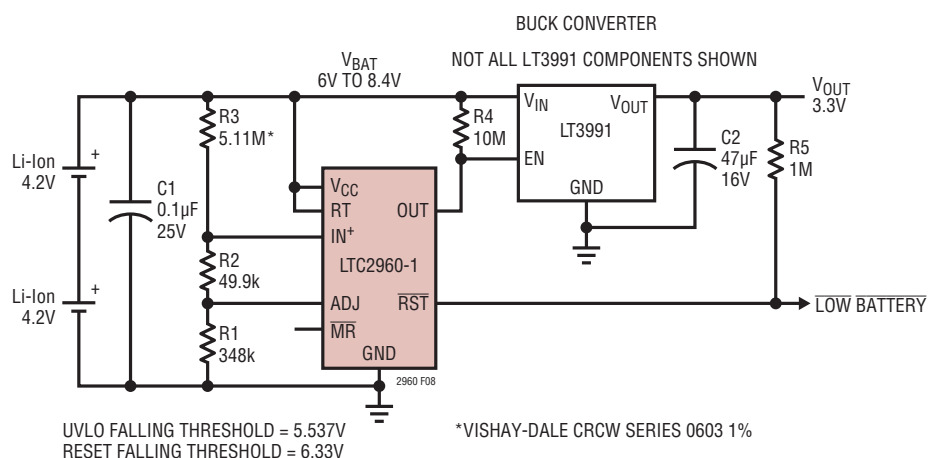 BUCK CONVERTER
NOT ALL LT3991 COMPONENTS SHOWN
VBAT
6V TO 8.4V
VOUT
3.3V
R3
5.11M*
R4
10M
VIN
VOUT
LT3991
EN
GND
C2
47µF
16V
R5
1M
Li-Ion
4.2V
+
C1
0.1µF
25V
VCC
RT
OUT
IN+
LTC2960-1
R2
49.9k
ADJ
RST
MR
GND
Li-Ion
4.2V
+
R1
348k
LOW BATTERY
2960 F08
UVLO FALLING THRESHOLD = 5.537V
RESET FALLING THRESHOLD = 6.33V
*VISHAY-DALE CRCW SERIES 0603 1%